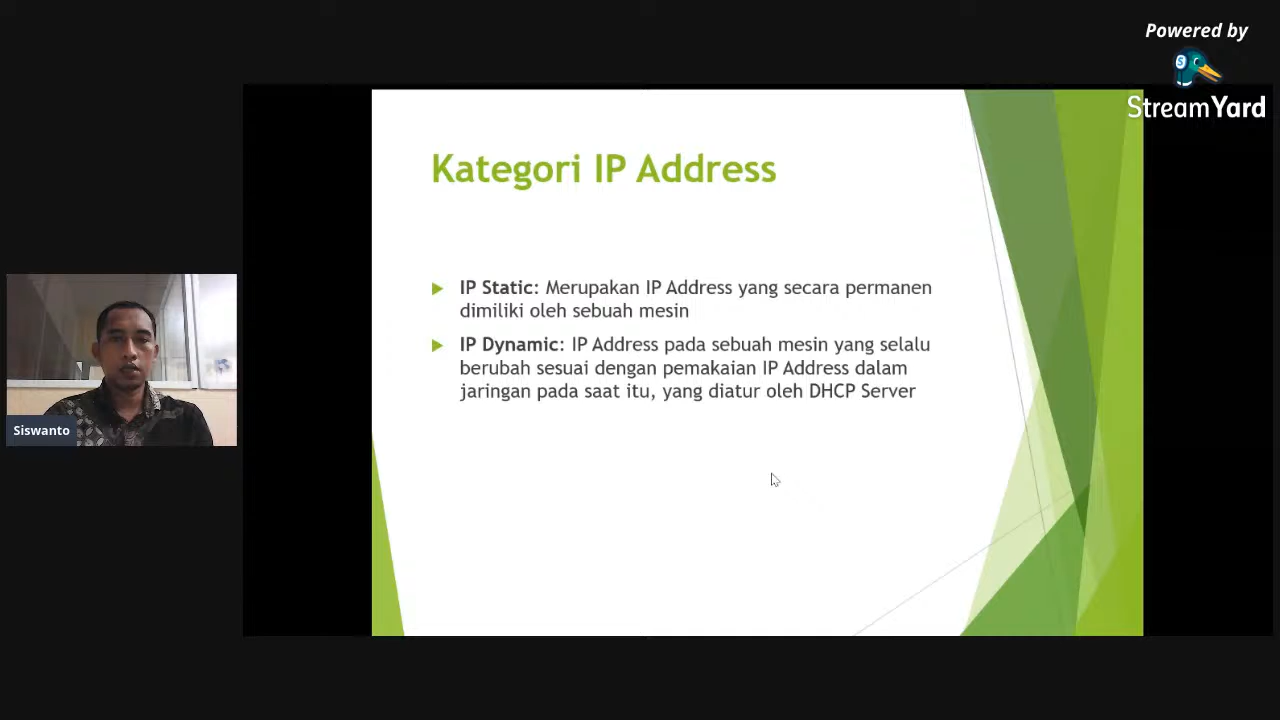 Powered by
StreamYard
Kategori IP Address
IP Static: Merupakan IP Address yang secara permanen
dimiliki oleh sebuah mesin
IP Dynamic: IP Address pada sebuah mesin yang selalu
berubah sesuai dengan pemakaian IP Address dalam
jaringan pada saat itu, yang diatur oleh DHCP Server
Siswanto